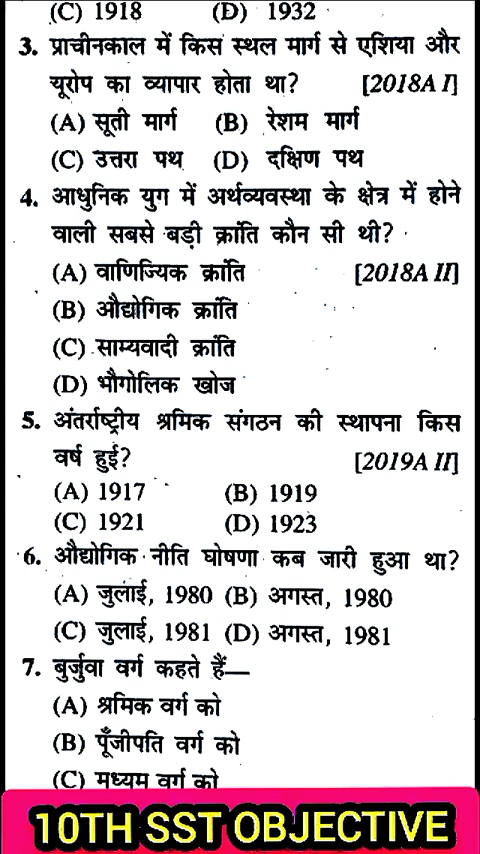 (C) 1918 (D) 1932
3. प्राचीनकाल में किस स्थल मार्ग से एशिया और
यूरोप का व्यापार होता था? [2018A I]
(A) सूती मार्ग (B) रेशम मार्ग
(C) उत्तरा पथ (D) दक्षिण पथ
4. आधुनिक युग में अर्थव्यवस्था के क्षेत्र में होने
वाली सबसे बड़ी क्रांति कौन सी थी?
(A) वाणिज्यिक क्रांति [2018A II]
(B) औद्योगिक क्रांति
(C) साम्यवादी क्रांति
(D) भौगोलिक खोज
5. अंतर्राष्ट्रीय श्रमिक संगठन की स्थापना किस
वर्ष हुई? [2019A II]
(A) 1917 (B) 1919
(C) 1921 (D) 1923
6. औद्योगिक नीति घोषणा कब जारी हुआ था?
(A) जुलाई, 1980 (B) अगस्त, 1980
(C) जुलाई, 1981 (D) अगस्त, 1981
7. बुर्जुवा वर्ग कहते हैं—
(A) श्रमिक वर्ग को
(B) पूँजीपति वर्ग को
(C) मध्यम वर्ग को
10TH SST OBJECTIVE